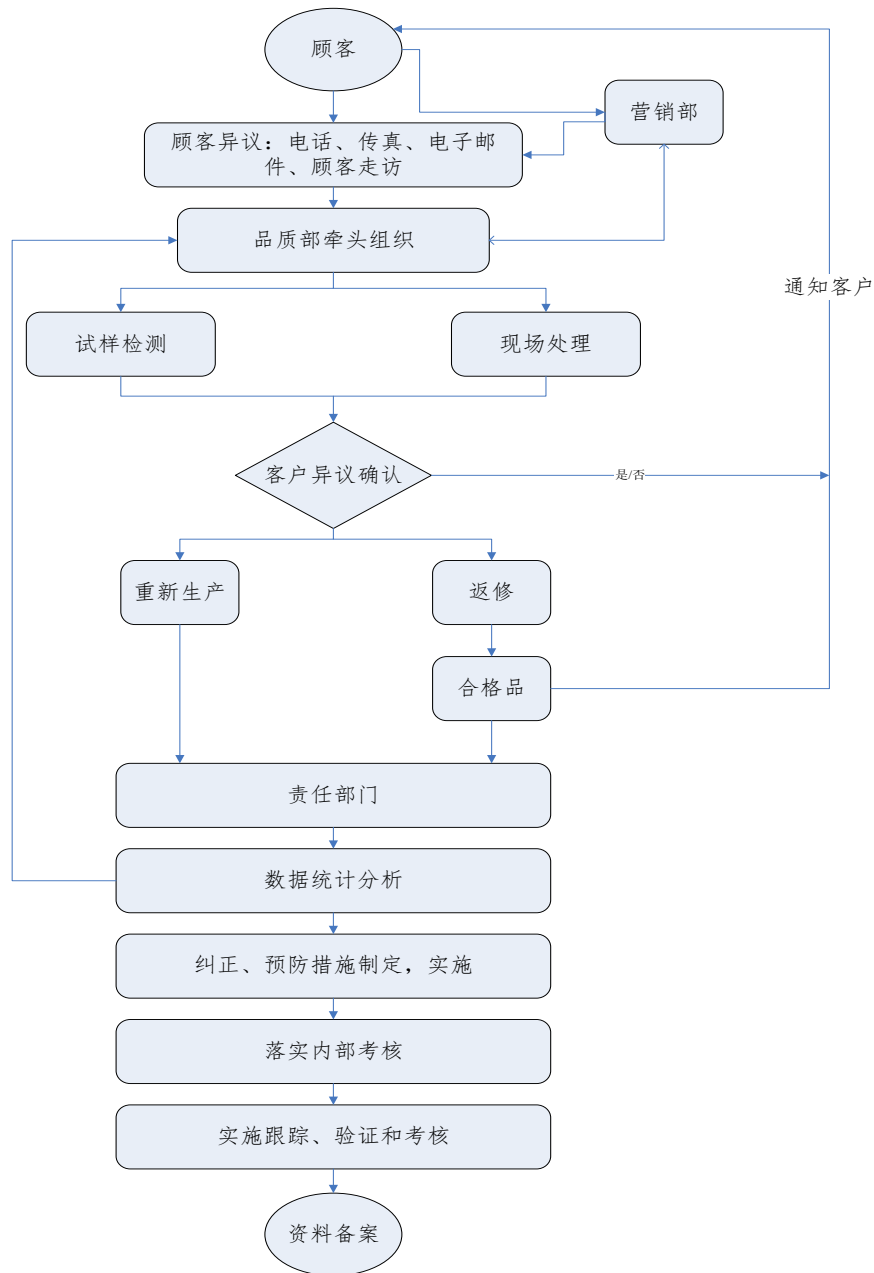 顾客
营销部
顾客异议：电话、传真、电子邮
件、顾客走访
品质部牵头组织
通知客户
试样检测
现场处理
客户异议确认
是/否
重新生产
返修
合格品
责任部门
数据统计分析
纠正、预防措施制定，实施
落实内部考核
实施跟踪、验证和考核
资料备案